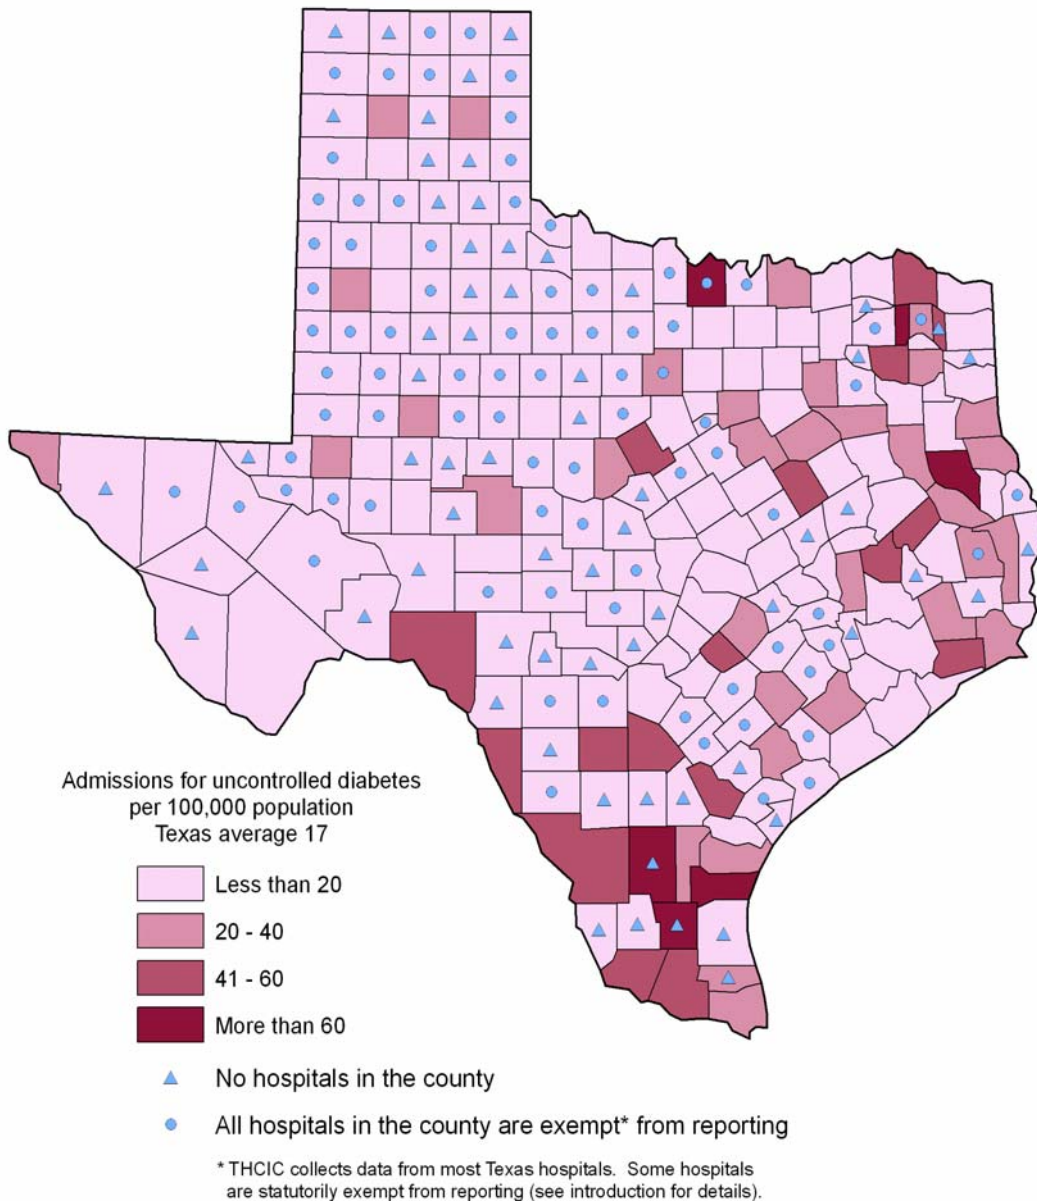 Admissions for uncontrolled diabetes
per 100,000 population
Texas average 17
Less than 20
20 - 40
41 - 60
More than 60
No hospitals in the county
All hospitals in the county are exempt* from reporting
* THCIC collects data from most Texas hospitals. Some hospitals
are statutorily exempt from reporting (see introduction for details).